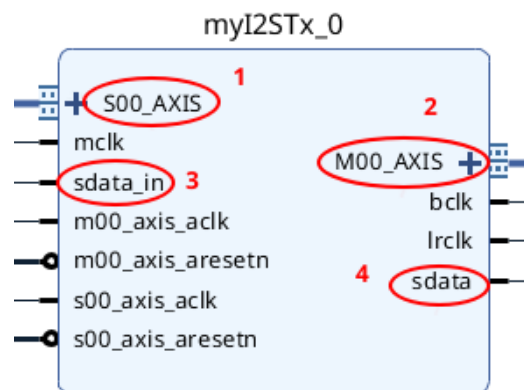 myI2STx_0
1
S00_AXIS
2
mclk
M00_AXIS
sdata_in
3
bclk
m00_axis_aclk
lrclk
m00_axis_aresetn
4
sdata
s00_axis_aclk
s00_axis_aresetn